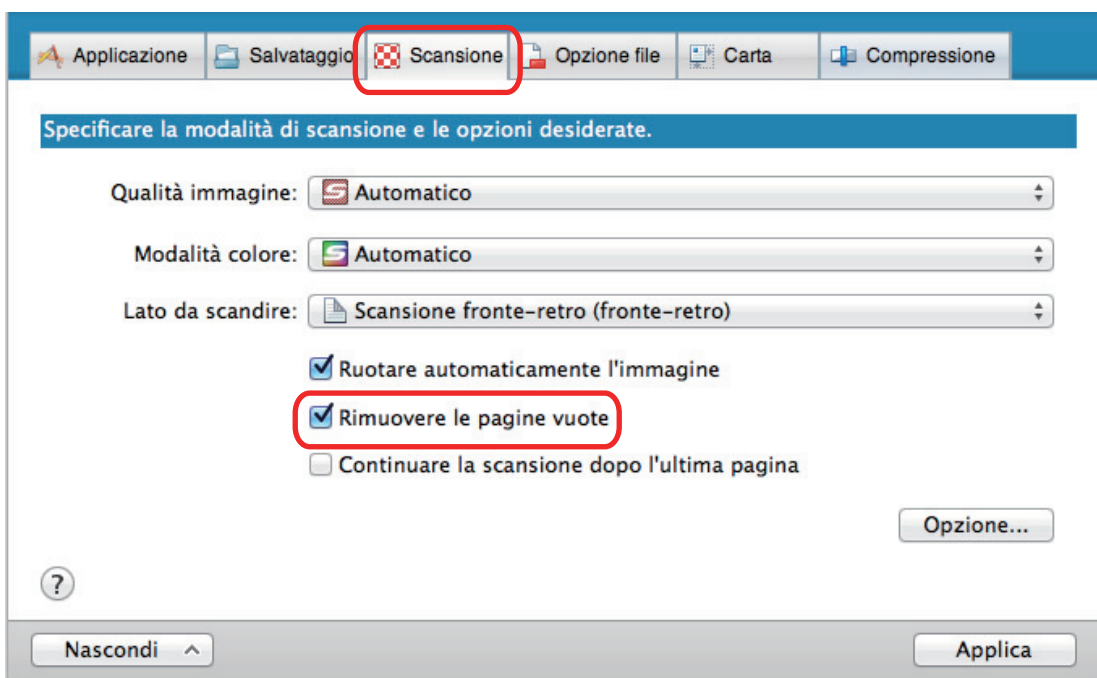 Applicazione Salvataggio Scansione Opzione file Carta Compressione
Specificare la modalità di scansione e le opzioni desiderate.
Qualità immagine: Automatico
Modalità colore: Automatico
Lato da scandire: Scansione fronte-retro (fronte-retro)
Ruotare automaticamente l'immagine
Rimuovere le pagine vuote
Continuare la scansione dopo l'ultima pagina
Opzione...
?
Nascondi Applica